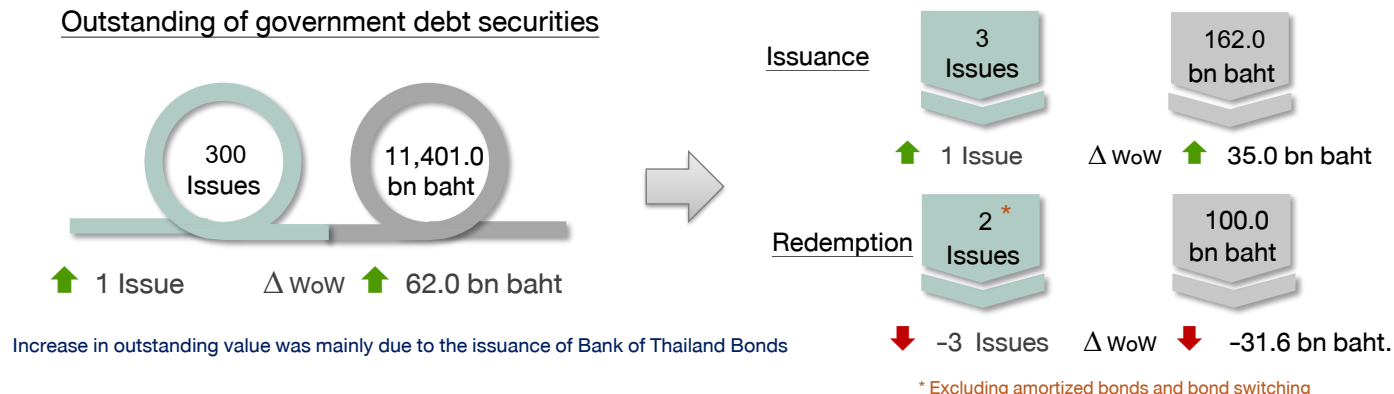 Outstanding of government debt securities
300
Issues
11,401.0
bn baht
1 Issue
Δ WoW
62.0 bn baht
Increase in outstanding value was mainly due to the issuance of Bank of Thailand Bonds
Issuance
3
Issues
162.0
bn baht
1 Issue
Δ WoW
35.0 bn baht
Redemption
2 *
Issues
100.0
bn baht
-3 Issues
Δ WoW
-31.6 bn baht.
* Excluding amortized bonds and bond switching